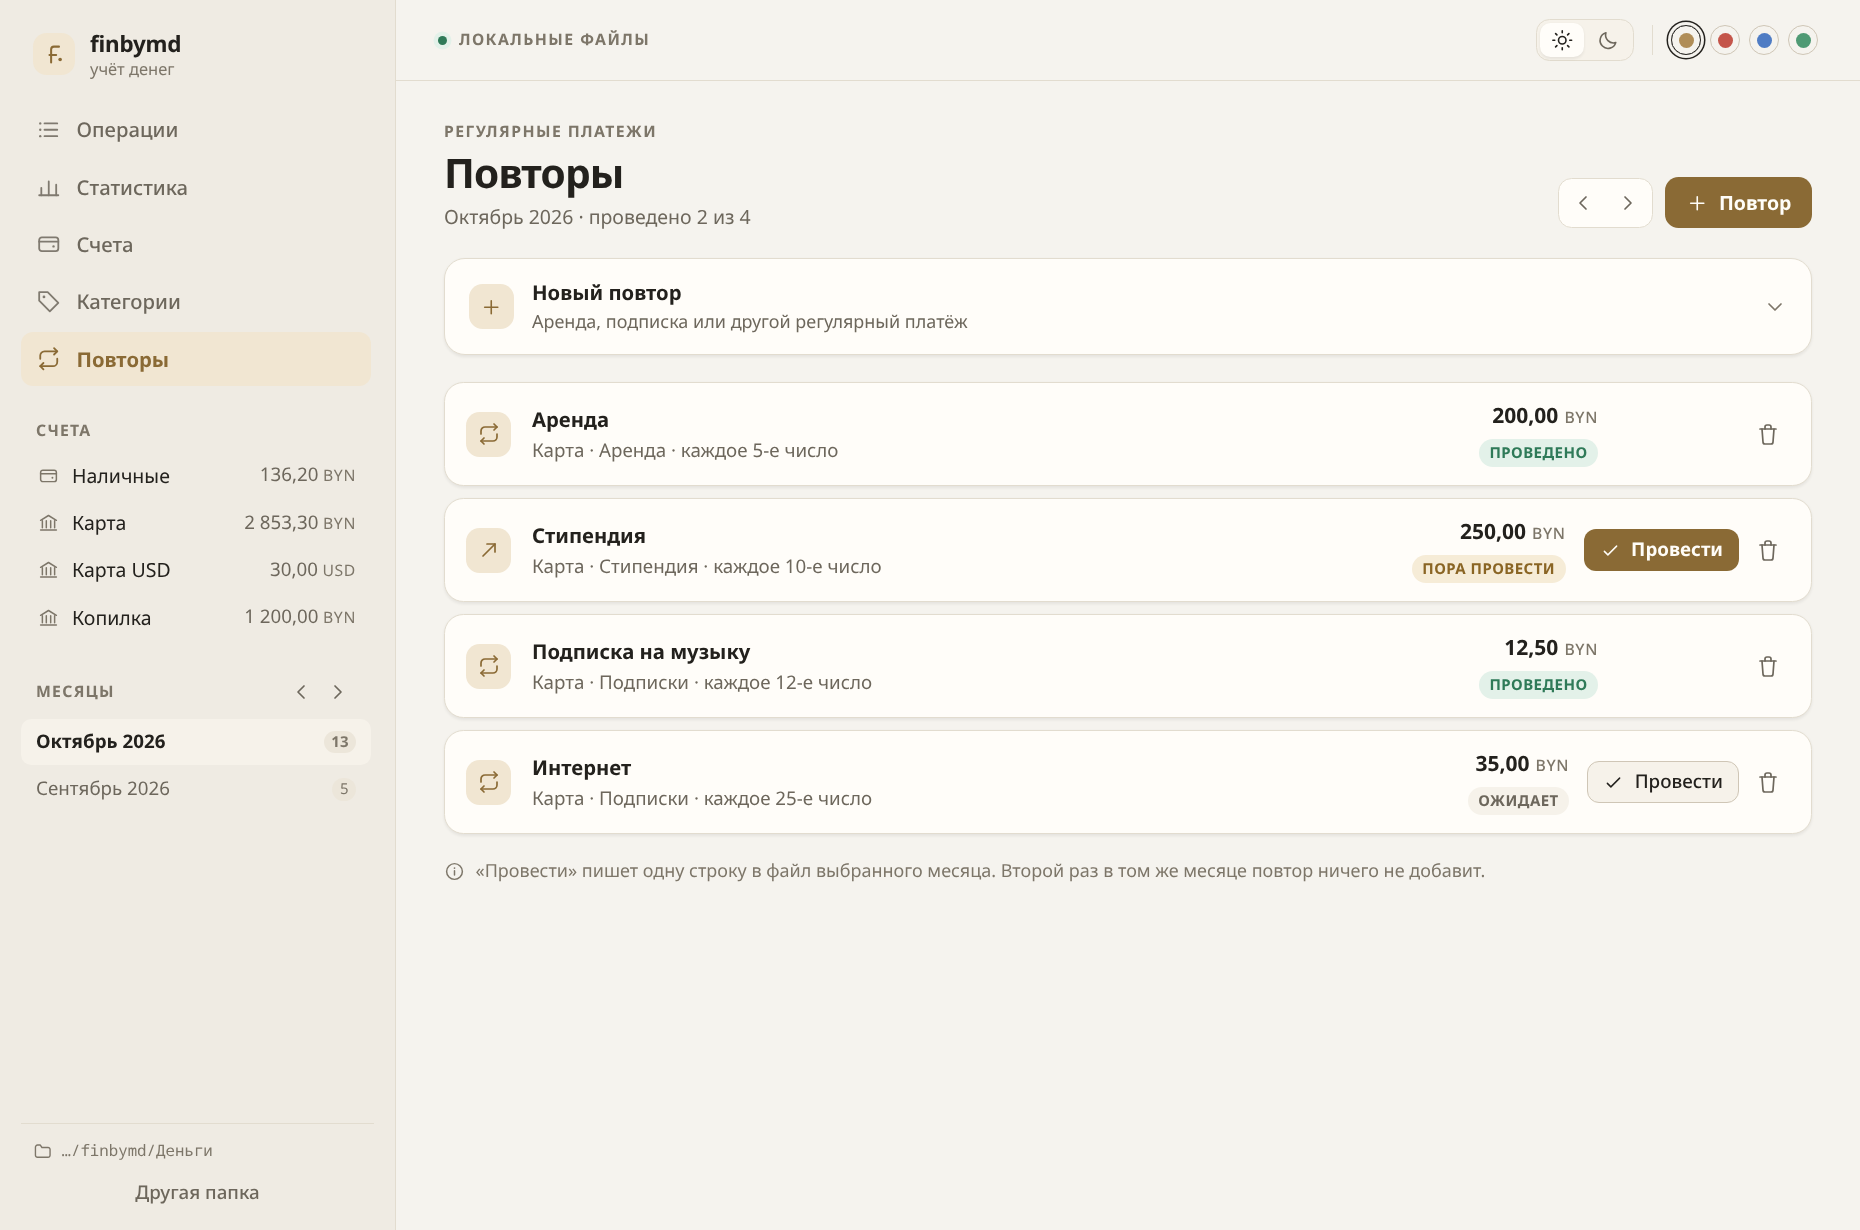 finbymd
учёт денег
Операции
Статистика
Счета
Категории
Повторы
СЧЕТА
Наличные 136,20 BYN
Карта 2 853,30 BYN
Карта USD 30,00 USD
Копилка 1 200,00 BYN
МЕСЯЦЫ
Октябрь 2026 13
Сентябрь 2026 5
…/finbymd/Деньги
Другая папка
ЛОКАЛЬНЫЕ ФАЙЛЫ
РЕГУЛЯРНЫЕ ПЛАТЕЖИ
Повторы
Октябрь 2026 · проведено 2 из 4
Повтор
Новый повтор
Аренда, подписка или другой регулярный платёж
Аренда
Карта · Аренда · каждое 5-е число
200,00 BYN
ПРОВЕДЕНО
Стипендия
Карта · Стипендия · каждое 10-е число
250,00 BYN
ПОРА ПРОВЕСТИ
Провести
Подписка на музыку
Карта · Подписки · каждое 12-е число
12,50 BYN
ПРОВЕДЕНО
Интернет
Карта · Подписки · каждое 25-е число
35,00 BYN
ОЖИДАЕТ
Провести
«Провести» пишет одну строку в файл выбранного месяца. Второй раз в том же месяце повтор ничего не добавит.